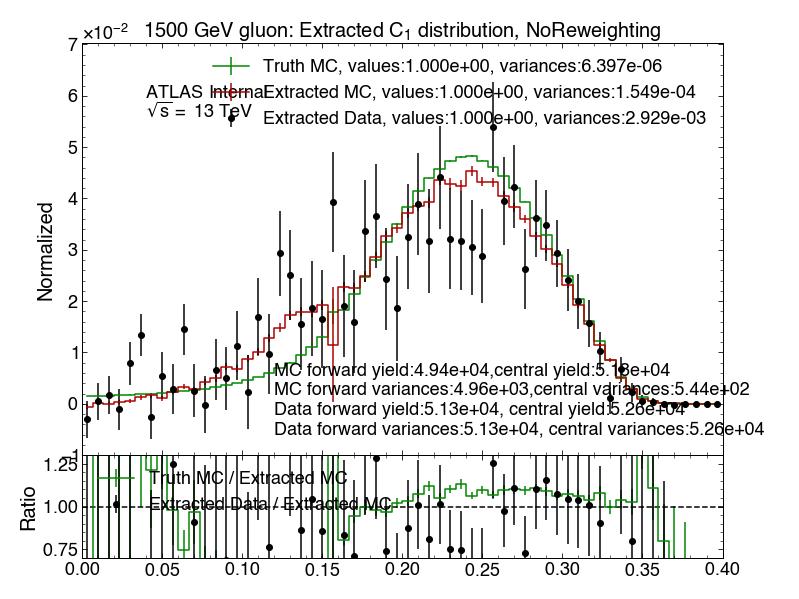 1500 GeV gluon: Extracted C₁ distribution, NoReweighting
×10⁻²
7
6
5
4
3
2
1
0
−1
Normalized
Truth MC, values:1.000e+00, variances:6.397e-06
ATLAS Internal
Extracted MC, values:1.000e+00, variances:1.549e-04
√s = 13 TeV
Extracted Data, values:1.000e+00, variances:2.929e-03
MC forward yield:4.94e+04,central yield:5.13e+04
MC forward variances:4.96e+03,central variances:5.44e+02
Data forward yield:5.13e+04, central yield:5.26e+04
Data forward variances:5.13e+04, central variances:5.26e+04
Ratio
1.25
1.00
0.75
Truth MC / Extracted MC
Extracted Data / Extracted MC
0.00 0.05 0.10 0.15 0.20 0.25 0.30 0.35 0.40